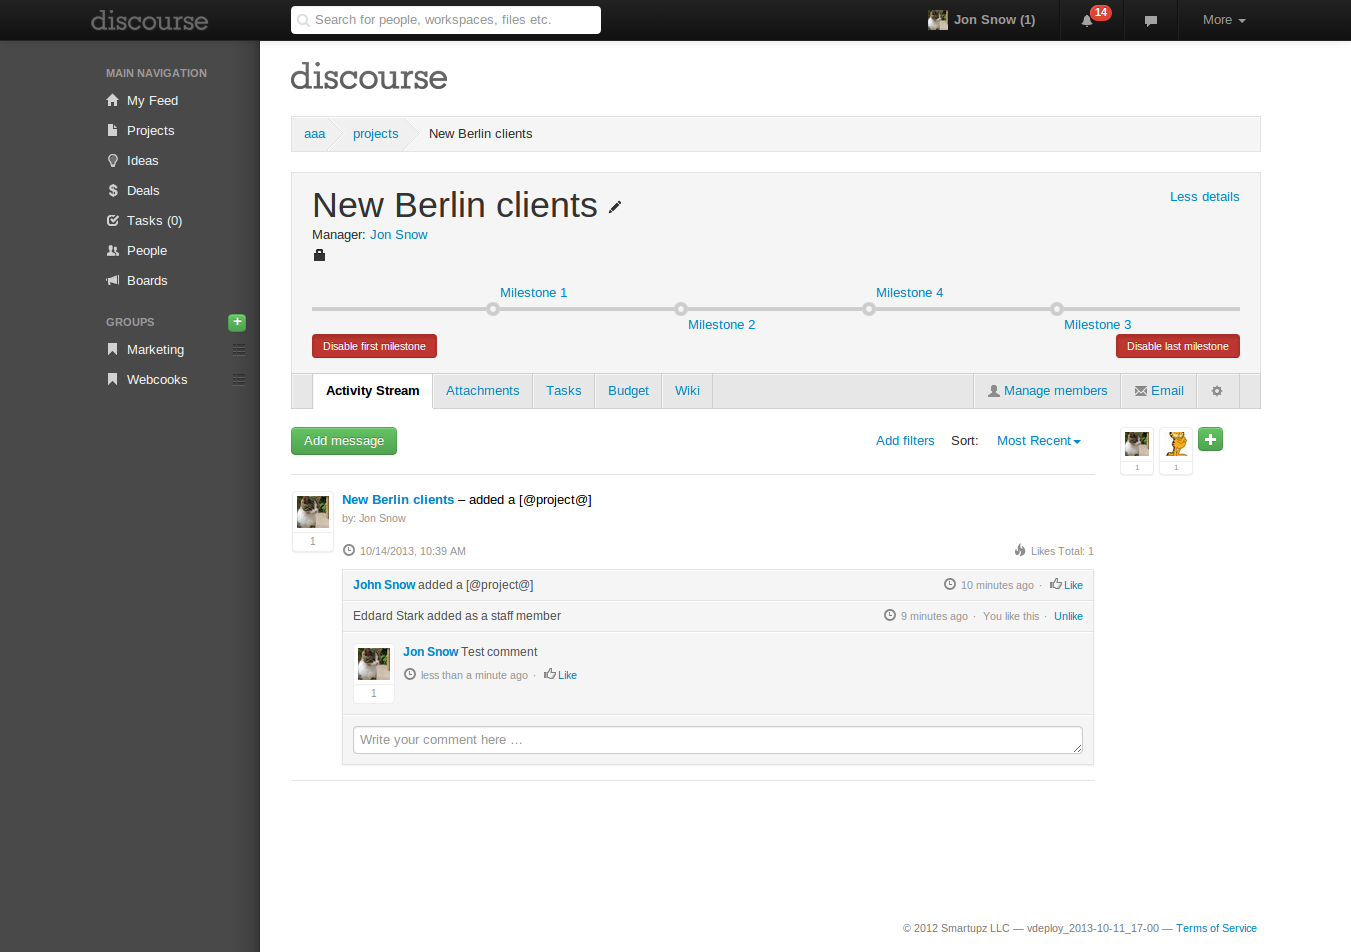 discourse
Search for people, workspaces, files etc.
Jon Snow (1)
14
More
MAIN NAVIGATION
My Feed
Projects
Ideas
Deals
Tasks (0)
People
Boards
GROUPS
Marketing
Webcooks
discourse
aaa projects New Berlin clients
New Berlin clients
Less details
Manager: Jon Snow
Milestone 1
Milestone 4
Milestone 2
Milestone 3
Disable first milestone
Disable last milestone
Activity Stream Attachments Tasks Budget Wiki Manage members Email
Add message
Add filters Sort: Most Recent
1 1
New Berlin clients – added a [@project@]
by: Jon Snow
1
10/14/2013, 10:39 AM
Likes Total: 1
John Snow added a [@project@]
10 minutes ago · Like
Eddard Stark added as a staff member
9 minutes ago · You like this · Unlike
Jon Snow Test comment
less than a minute ago · Like
1
Write your comment here …
© 2012 Smartupz LLC — vdeploy_2013-10-11_17-00 — Terms of Service